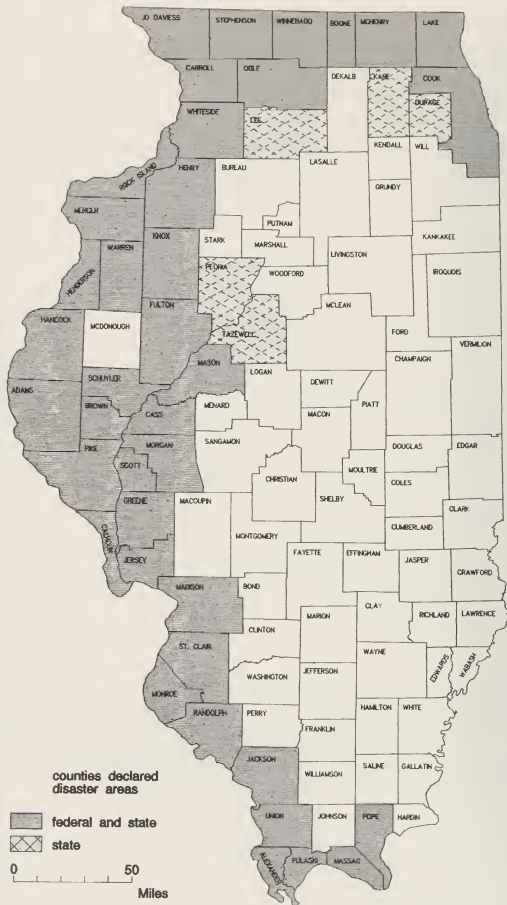 JO DAVIESS
STEPHENSON
WINNEBAGO
BOONE
MCHENRY
LAKE
CARROLL
OGLE
DEKALB
KANE
COOK
DUPAGE
WHITESIDE
LEE
KENDALL
WILL
ROCK ISLAND
HENRY
BUREAU
LASALLE
GRUNDY
MERCER
PUTNAM
KANKAKEE
KNOX
STARK
MARSHALL
WARREN
LIVINGSTON
HENDERSON
PEORIA
WOODFORD
IROQUOIS
FULTON
MCLEAN
HANCOCK
MCDONOUGH
TAZEWELL
FORD
VERMILION
MASON
CHAMPAIGN
SCHUYLER
LOGAN
DEWITT
ADAMS
BROWN
CASS
MENARD
MACON
PIATT
PIKE
MORGAN
SANGAMON
DOUGLAS
EDGAR
SCOTT
CHRISTIAN
MOULTRIE
COLES
GREENE
MACOUPIN
SHELBY
CLARK
CALHOUN
MONTGOMERY
CUMBERLAND
JERSEY
FAYETTE
EFFINGHAM
JASPER
CRAWFORD
MADISON
BOND
CLAY
MARION
RICHLAND
LAWRENCE
CLINTON
ST. CLAIR
WAYNE
EDWARDS
WABASH
WASHINGTON
JEFFERSON
MONROE
RANDOLPH
PERRY
HAMILTON
WHITE
FRANKLIN
JACKSON
WILLIAMSON
SALINE
GALLATIN
UNION
JOHNSON
POPE
HARDIN
ALEXANDER
PULASKI
MASSAC
counties declared
disaster areas
federal and state
state
0 50
Miles